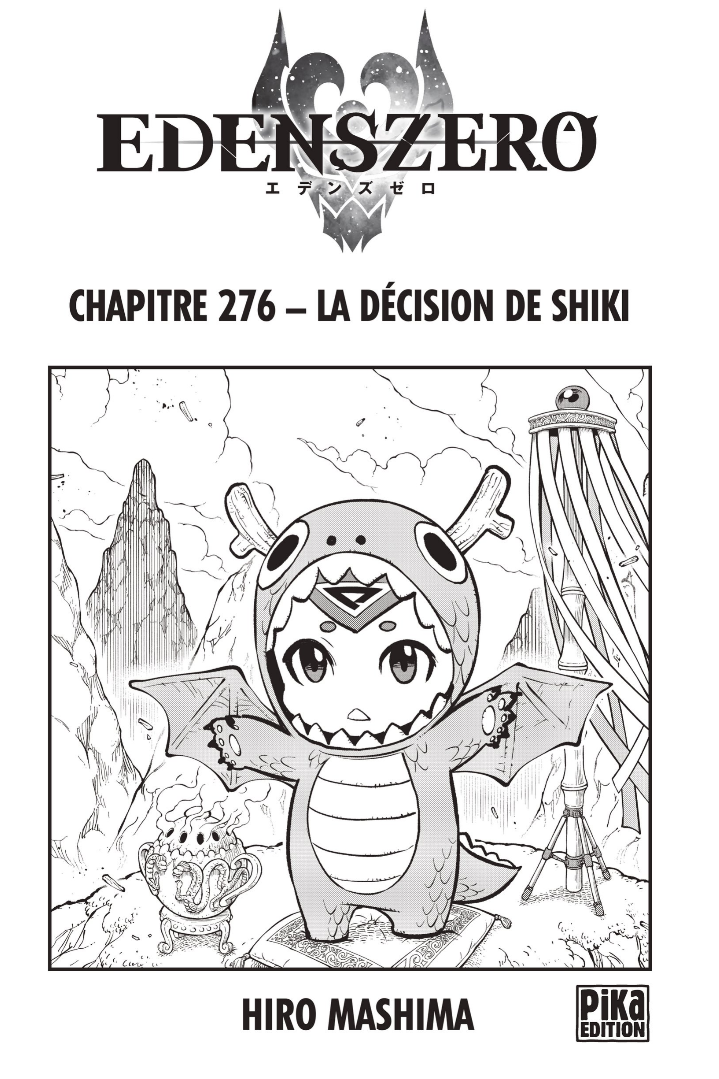 EDENSZERO
エデンズゼロ
CHAPITRE 276 – LA DÉCISION DE SHIKI
HIRO MASHIMA
PiKa
EDITION